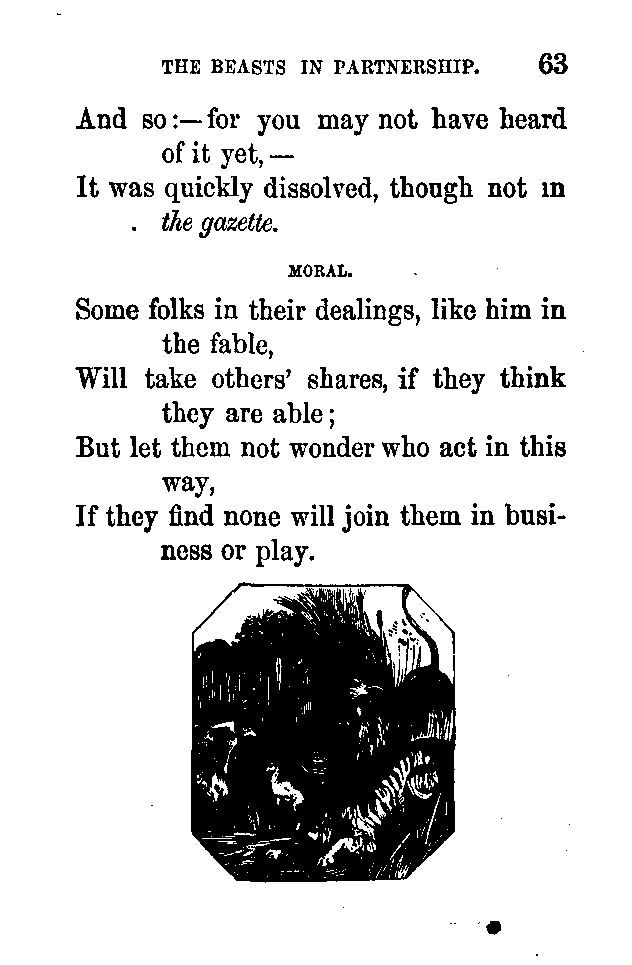 THE BEASTS IN PARTNERSHIP. 63
And so:—for you may not have heard
of it yet,—
It was quickly dissolved, though not in
the gazette.
MORAL.
Some folks in their dealings, like him in
the fable,
Will take others' shares, if they think
they are able;
But let them not wonder who act in this
way,
If they find none will join them in busi-
ness or play.